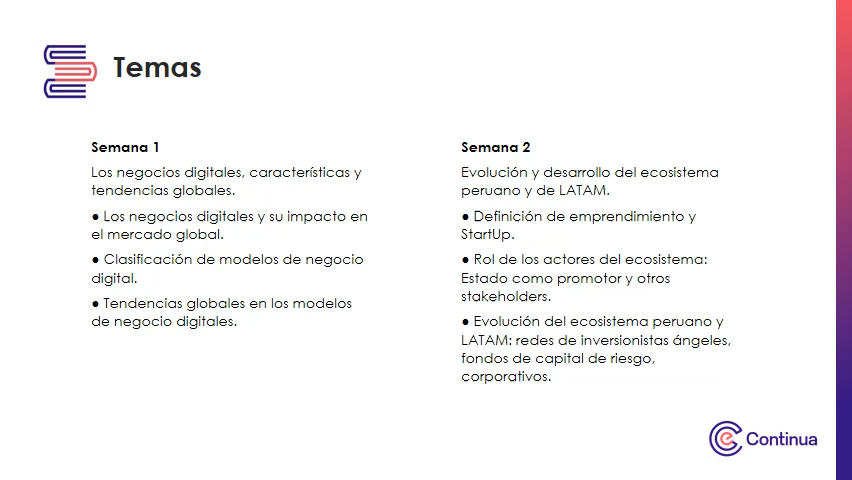 Temas
Semana 1
Los negocios digitales, características y
tendencias globales.
● Los negocios digitales y su impacto en
el mercado global.
● Clasificación de modelos de negocio
digital.
● Tendencias globales en los modelos
de negocio digitales.
Semana 2
Evolución y desarrollo del ecosistema
peruano y de LATAM.
● Definición de emprendimiento y
StartUp.
● Rol de los actores del ecosistema:
Estado como promotor y otros
stakeholders.
● Evolución del ecosistema peruano y
LATAM: redes de inversionistas ángeles,
fondos de capital de riesgo,
corporativos.
Continua